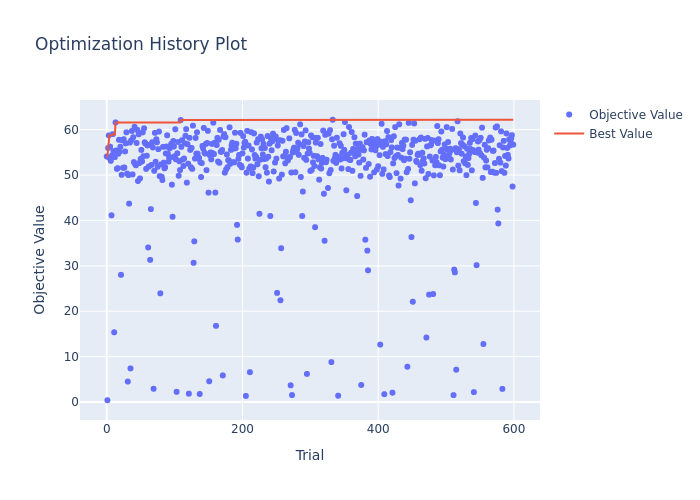 Optimization History Plot
Objective Value
Best Value
60
50
40
30
20
10
0
Objective Value
0
200
400
600
Trial